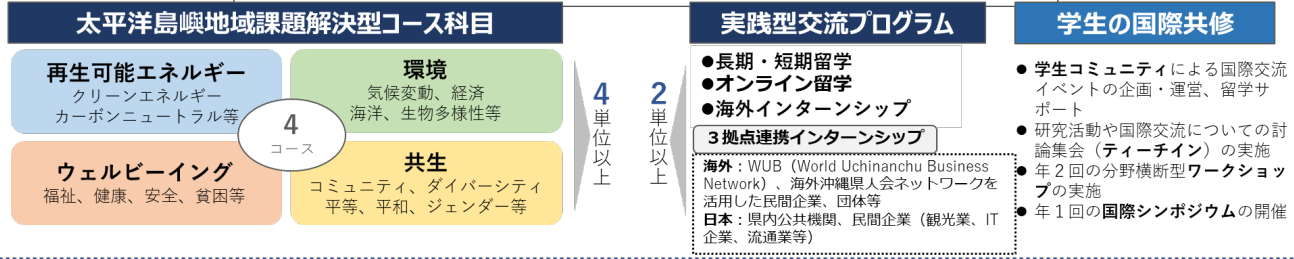 太平洋島嶼地域課題解決型コース科目
再生可能エネルギー
クリーンエネルギー
カーボンニュートラル等
環境
気候変動、経済
海洋、生物多様性等
4
コース
ウェルビーイング
福祉、健康、安全、貧困等
共生
コミュニティ、ダイバーシティ
平等、平和、ジェンダー等
4
単位以上
2
単位以上
実践型交流プログラム
●長期・短期留学
●オンライン留学
●海外インターンシップ
３拠点連携インターンシップ
海外：WUB（World Uchinanchu Business
Network）、海外沖縄県人会ネットワークを
活用した民間企業、団体等
日本：県内公共機関、民間企業（観光業、IT
企業、流通業等）
学生の国際共修
● 学生コミュニティによる国際交流
イベントの企画・運営、留学サ
ポート
● 研究活動や国際交流についての討
論集会（ティーチイン）の実施
● 年２回の分野横断型ワークショッ
プの実施
● 年１回の国際シンポジウムの開催